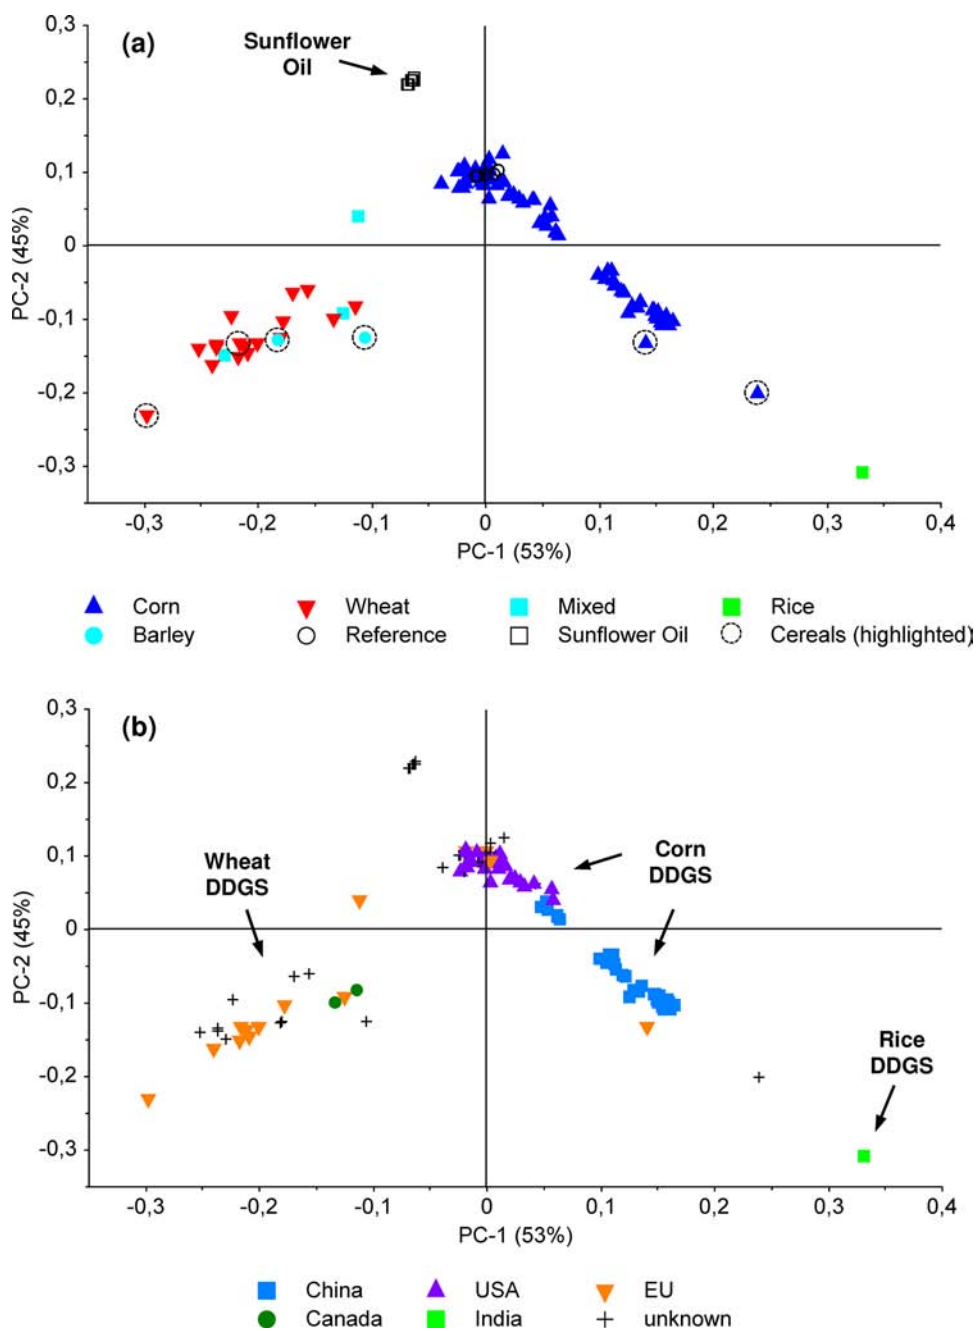 0,3
(a)
Sunflower
Oil
0,2
0,1
PC-2 (45%)
0
-0,1
-0,2
-0,3
-0,3 -0,2 -0,1 0 0,1 0,2 0,3 0,4
PC-1 (53%)
Corn Wheat Mixed Rice
Barley Reference Sunflower Oil Cereals (highlighted)
0,3
(b)
0,2
0,1
Wheat
DDGS
Corn
DDGS
PC-2 (45%)
0
-0,1
Rice
DDGS
-0,2
-0,3
-0,3 -0,2 -0,1 0 0,1 0,2 0,3 0,4
PC-1 (53%)
China USA EU
Canada India unknown